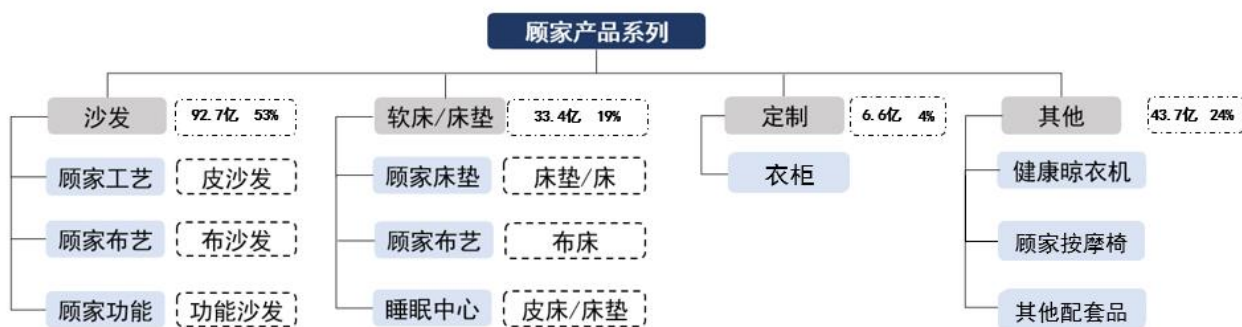 顾家产品系列
沙发 92.7亿 53% 软床/床垫 33.4亿 19% 定制 6.6亿 4% 其他 43.7亿 24%
顾家工艺 皮沙发 顾家床垫 床垫/床 衣柜 健康晾衣机
顾家布艺 布沙发 顾家布艺 布床 顾家按摩椅
顾家功能 功能沙发 睡眠中心 皮床/床垫 其他配套品